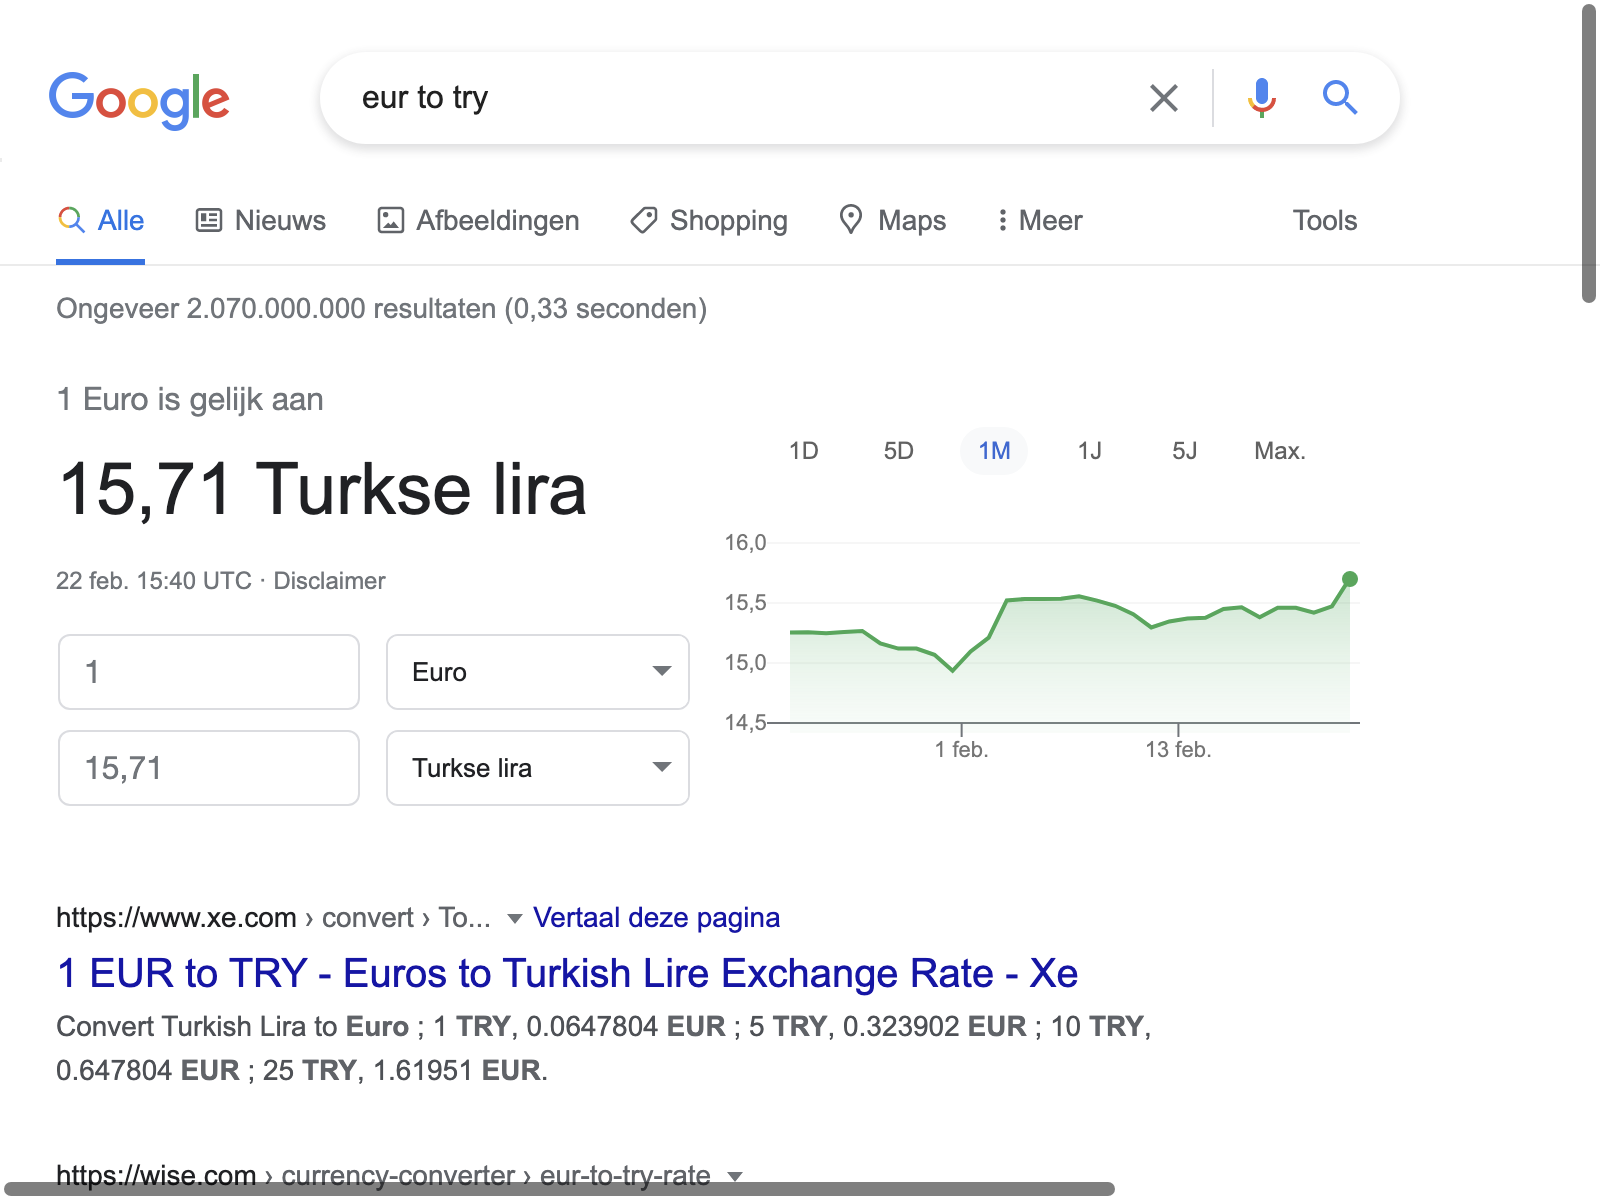 Google
eur to try
Alle Nieuws Afbeeldingen Shopping Maps Meer Tools
Ongeveer 2.070.000.000 resultaten (0,33 seconden)
1 Euro is gelijk aan
15,71 Turkse lira
22 feb. 15:40 UTC · Disclaimer
1 Euro
15,71 Turkse lira
1D 5D 1M 1J 5J Max.
16,0
15,5
15,0
14,5
1 feb. 13 feb.
https://www.xe.com › convert › To... Vertaal deze pagina
1 EUR to TRY - Euros to Turkish Lire Exchange Rate - Xe
Convert Turkish Lira to Euro ; 1 TRY, 0.0647804 EUR ; 5 TRY, 0.323902 EUR ; 10 TRY,
0.647804 EUR ; 25 TRY, 1.61951 EUR.
https://wise.com › currency-converter › eur-to-try-rate